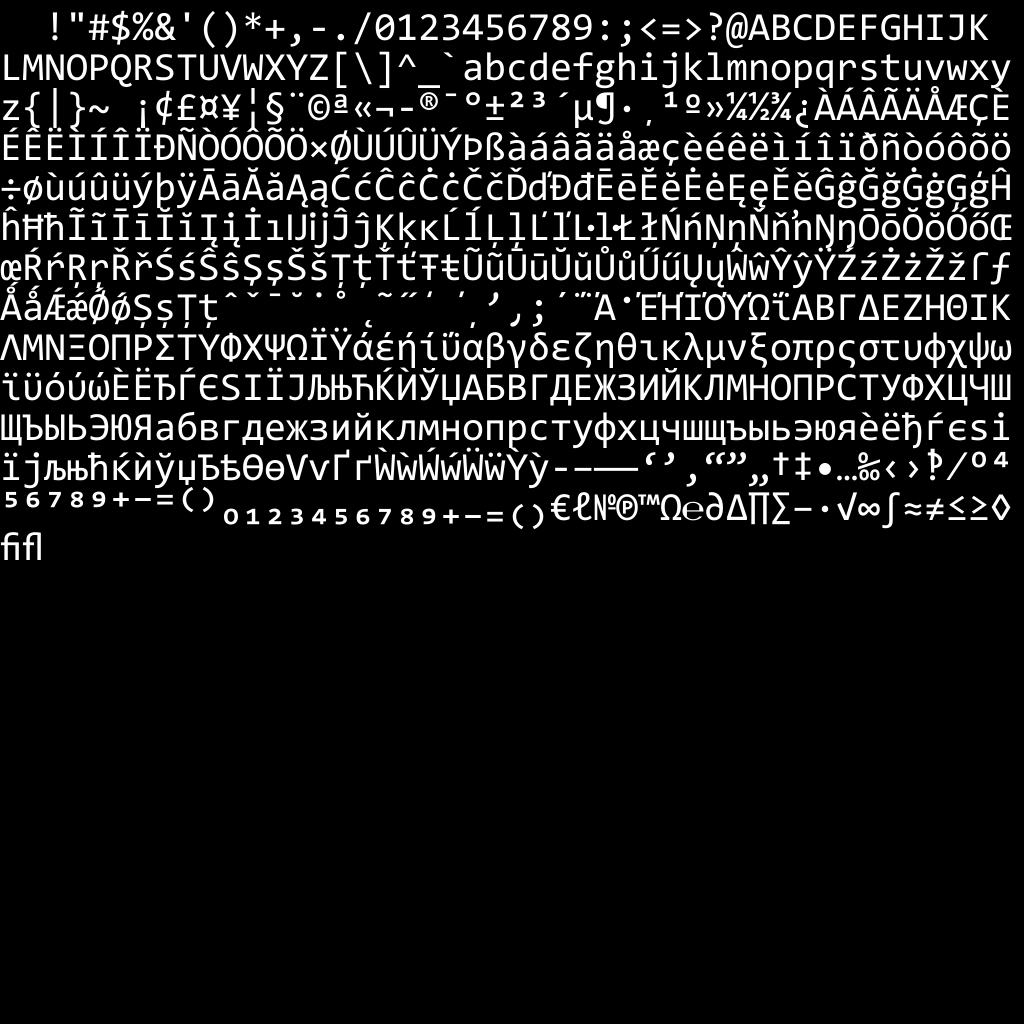 !"#$%&'()*+,-./0123456789:;<=>?@ABCDEFGHIJK
LMNOPQRSTUVWXYZ[\]^_`abcdefghijklmnopqrstuvwxy
z{|}~ ¡¢£¤¥¦§¨©ª«¬-®¯°±²³´µ¶·¸¹º»¼½¾¿ÀÁÂÃÄÅÆÇÈ
ÉÊËÌÍÎÏÐÑÒÓÔÕÖ×ØÙÚÛÜÝÞßàáâãäåæçèéêëìíîïðñòóôõö
÷øùúûüýþÿĀāĂăĄąĆćĈĉĊċČčĎďĐđĒēĔĕĖėĘęĚěĜĝĞğĠġĢģĤ
ĥĦħĨĩĪīĬĭĮįİıĲĳĴĵĶķĸĹĺĻļĽľĿŀŁłŃńŅņŇňŉŊŋŌōŎŏŐőŒ
œŔŕŖŗŘřŚśŜŝŞşŠšŢţŤťŦŧŨũŪūŬŭŮůŰűŲųŴŵŶŷŸŹźŻżŽžſƒ
ǺǻǼǽǾǿȘșȚțˆˇˉ˘˙˚˛˜˝ʹ͵ͺ’٫;΄΅Ά·ΈΉΊΌΎΏΐΑΒΓΔΕΖΗΘΙΚ
ΛΜΝΞΟΠΡΣΤΥΦΧΨΩΪΫάέήίΰαβγδεζηθικλμνξοπρςστυφχψω
ϊϋόύώЀЁЂЃЄЅІЇЈЉЊЋЌЍЎЏАБВГДЕЖЗИЙКЛМНОПРСТУФХЦЧШ
ЩЪЫЬЭЮЯабвгдежзийклмнопрстуфхцчшщъыьэюяѐёђѓєѕі
їјљњћќѝўџѢѣѲѳѴѵҐґẀẁẂẃẄẅỲỳ‐–—―‘’‚“”„†‡•…‰‹›‽⁄⁰⁴
⁵⁶⁷⁸⁹⁺⁻⁼⁽⁾₀₁₂₃₄₅₆₇₈₉₊₋₌₍₎€ℓ№℗™Ω℮∂∆∏∑−∙√∞∫≈≠≤≥◊
ﬁﬂ